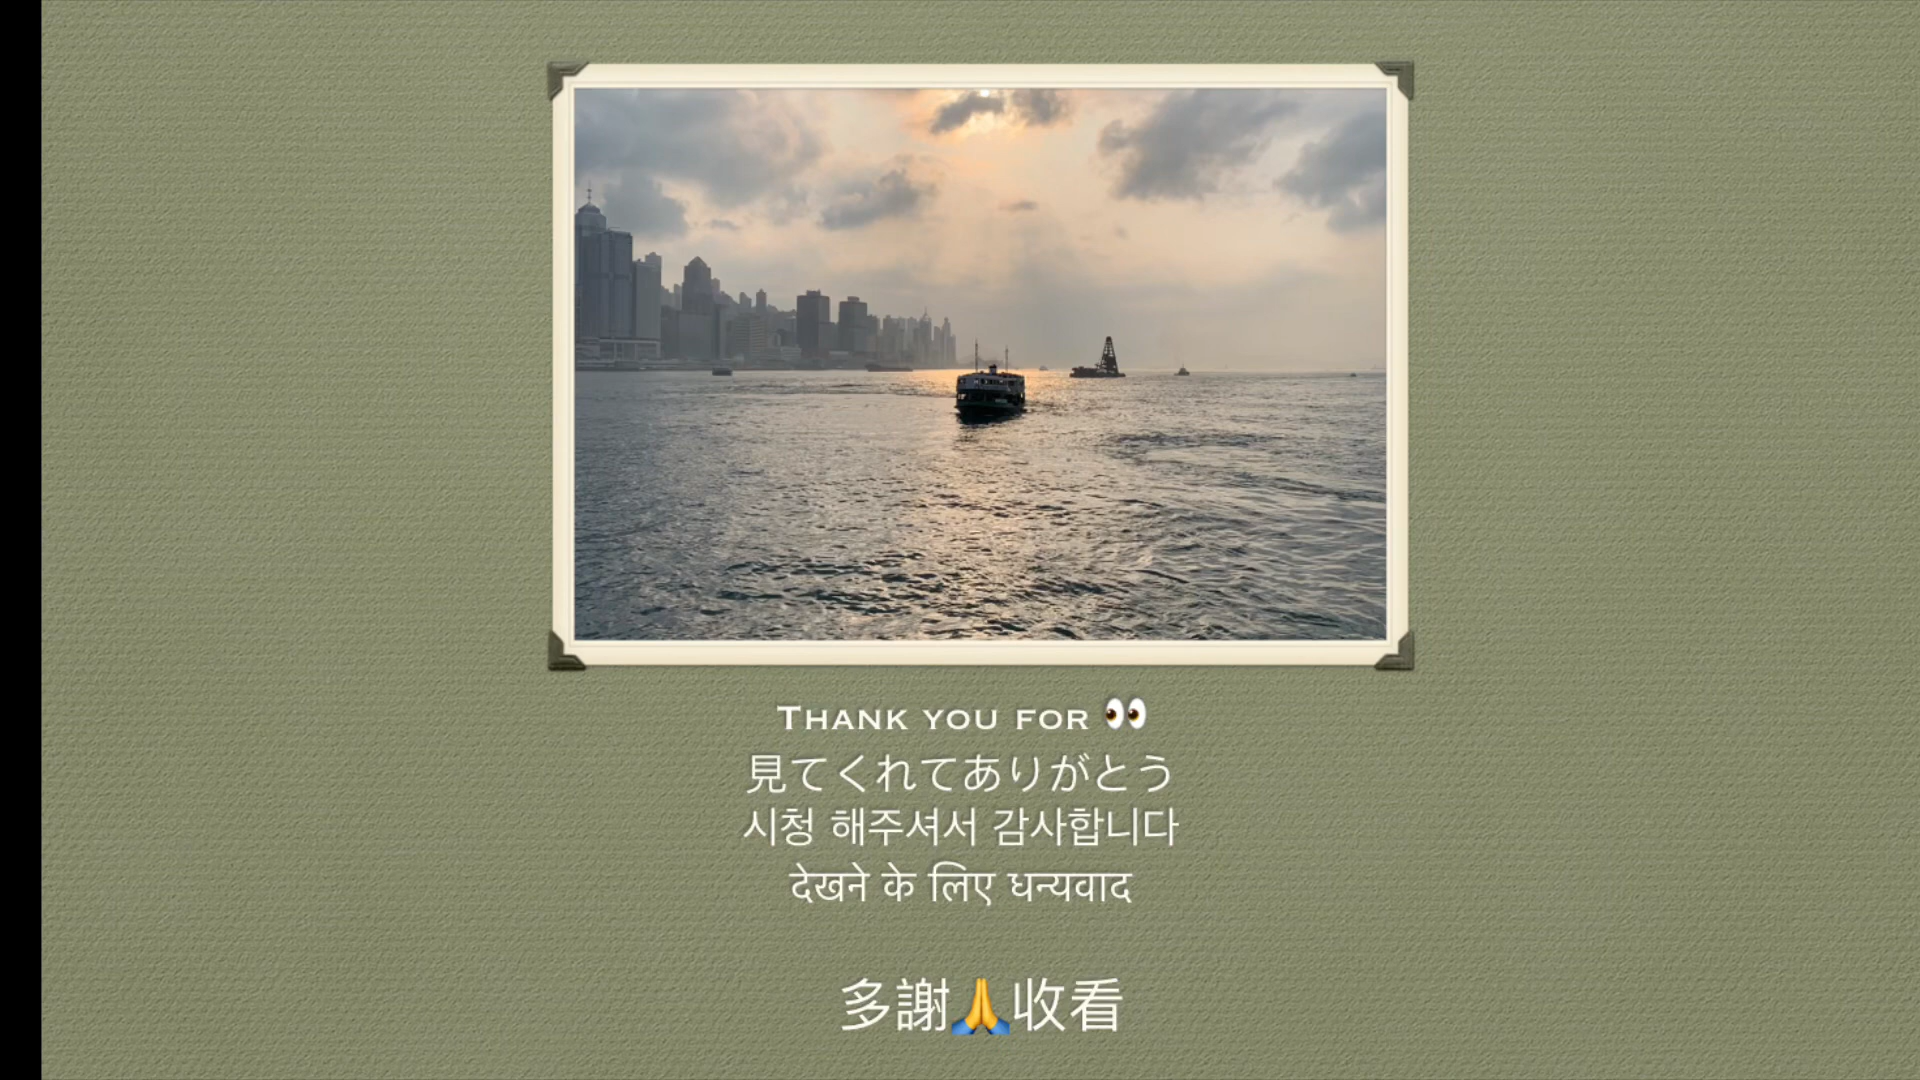 Thank you for 👀
見てくれてありがとう
시청 해주셔서 감사합니다
देखने के लिए धन्यवाद
多謝🙏收看